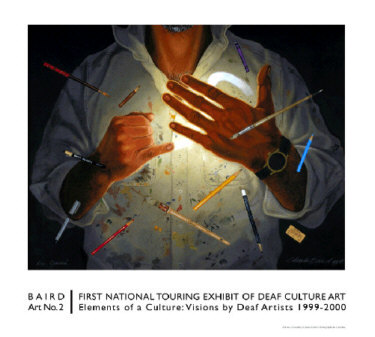 BAIRD
Art No. 2
FIRST NATIONAL TOURING EXHIBIT OF DEAF CULTURE ART
Elements of a Culture: Visions by Deaf Artists 1999-2000